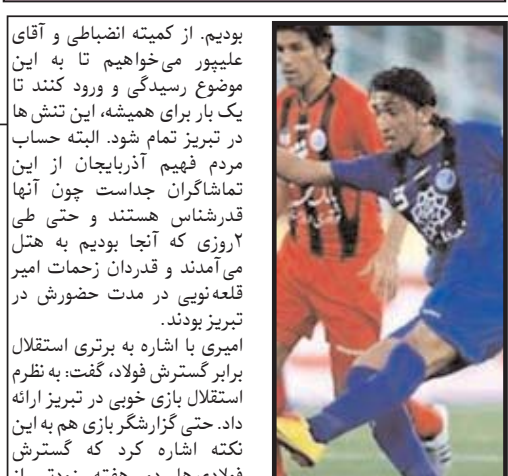 بودیم. از کمیته انضباطی و آقای
علیپور می‌خواهیم تا به این
موضوع رسیدگی و ورود کنند تا
یک بار برای همیشه، این تنش ها
در تبریز تمام شود. البته حساب
مردم فهیم آذربایجان از این
تماشاگران جداست چون آنها
قدرشناس هستند و حتی طی
۲روزی که آنجا بودیم به هتل
می‌آمدند و قدردان زحمات امیر
قلعه‌نویی در مدت حضورش در
تبریز بودند.
امیری با اشاره به برتری استقلال
برابر گسترش فولاد، گفت: به نظرم
استقلال بازی خوبی در تبریز ارائه
داد. حتی گزارشگر بازی هم به این
نکته اشاره کرد که گسترش